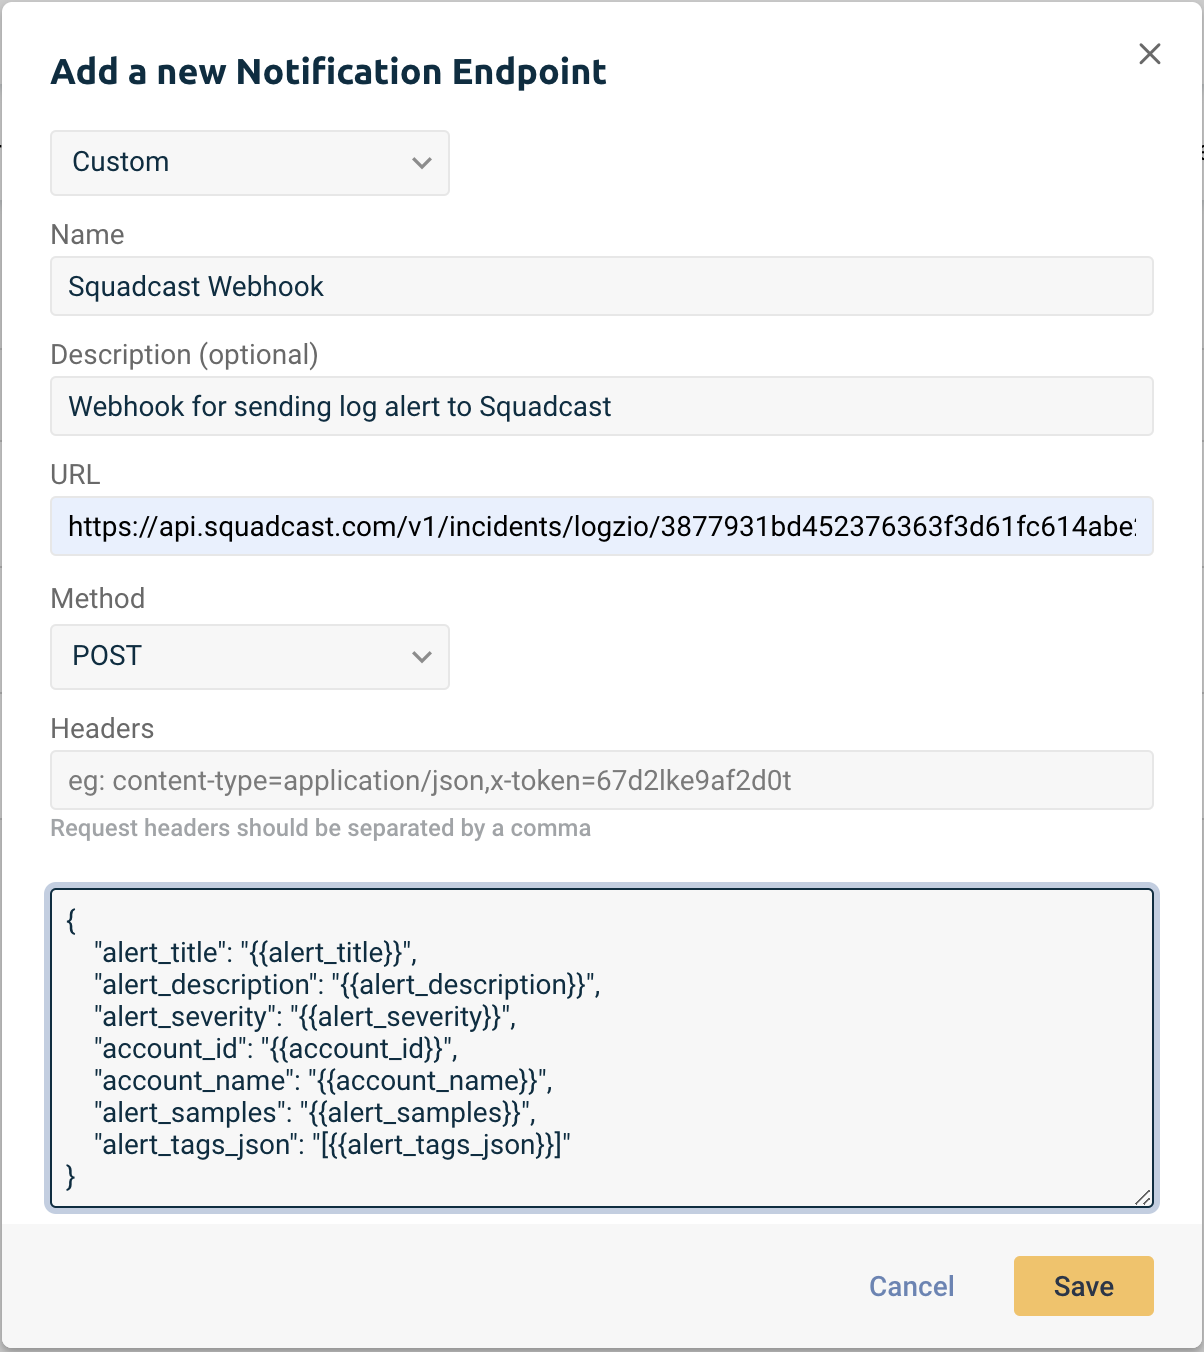 Add a new Notification Endpoint
Custom
Name
Squadcast Webhook
Description (optional)
Webhook for sending log alert to Squadcast
URL
https://api.squadcast.com/v1/incidents/logzio/3877931bd452376363f3d61fc614abe
Method
POST
Headers
eg: content-type=application/json,x-token=67d2lke9af2d0t
Request headers should be separated by a comma
{
"alert_title": "{{alert_title}}",
"alert_description": "{{alert_description}}",
"alert_severity": "{{alert_severity}}",
"account_id": "{{account_id}}",
"account_name": "{{account_name}}",
"alert_samples": "{{alert_samples}}",
"alert_tags_json": "[{{alert_tags_json}}]"
}
Cancel
Save